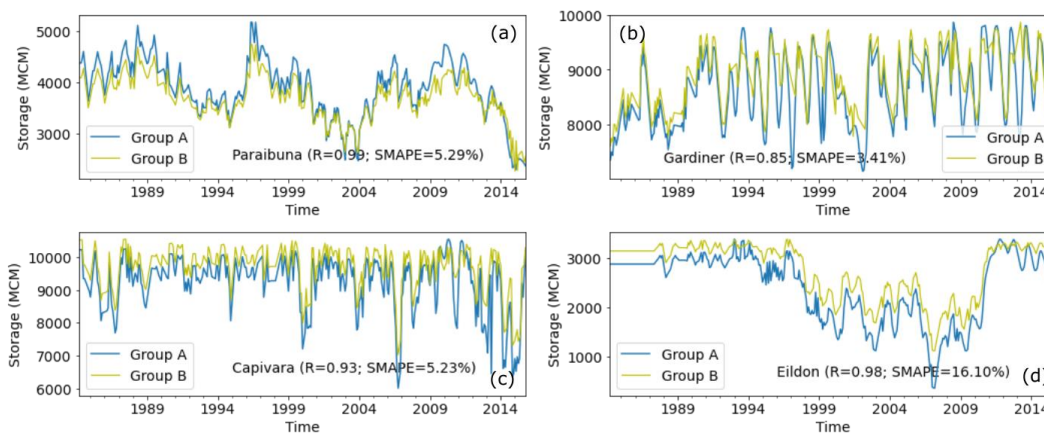 (a)
Storage (MCM)
5000
4000
3000
Group A
Group B
Paraibuna (R=0.99; SMAPE=5.29%)
1989 1994 1999 2004 2009 2014
Time
(b)
Storage (MCM)
10000
9000
8000
Group A
Group B
Gardiner (R=0.85; SMAPE=3.41%)
1989 1994 1999 2004 2009 2014
Time
Storage (MCM)
10000
9000
8000
7000
6000
Group A
Group B
Capivara (R=0.93; SMAPE=5.23%)
(c)
1989 1994 1999 2004 2009 2014
Time
Storage (MCM)
3000
2000
1000
Group A
Group B
Eildon (R=0.98; SMAPE=16.10%)
(d)
1989 1994 1999 2004 2009 2014
Time